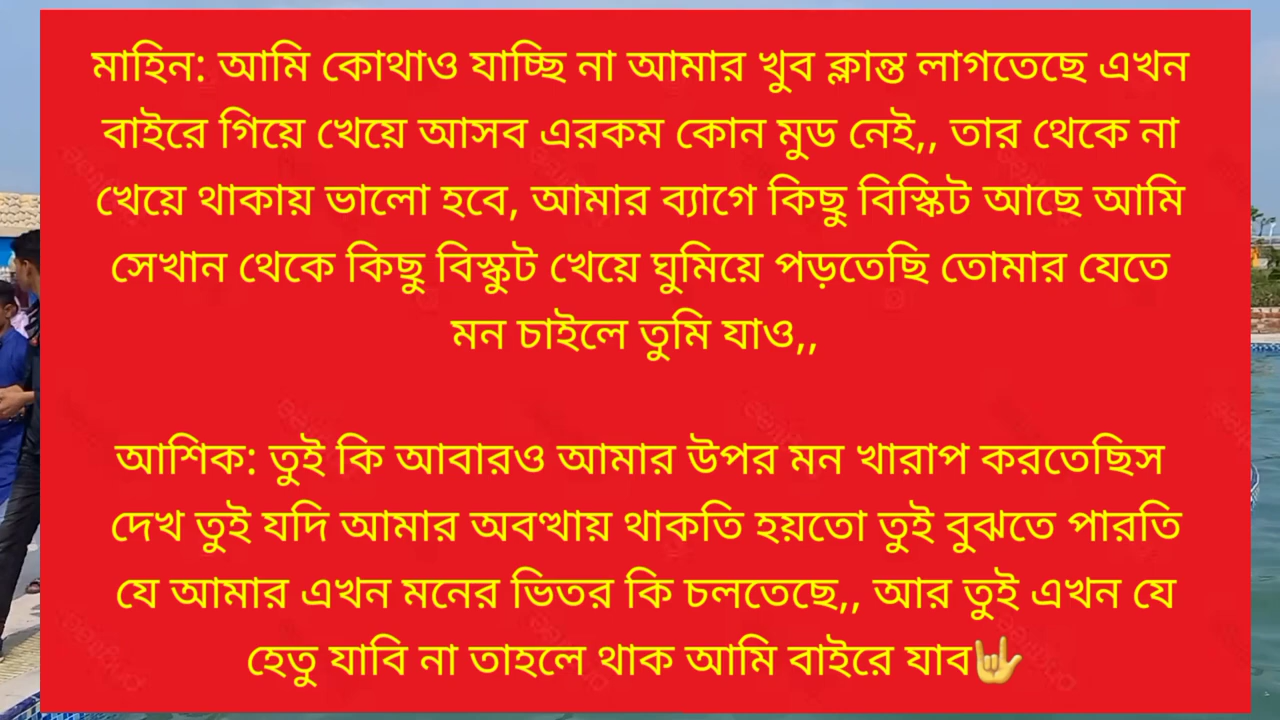 মাহিন: আমি কোথাও যাচ্ছি না আমার খুব ক্লান্ত লাগতেছে এখন
বাইরে গিয়ে খেয়ে আসব এরকম কোন মুড নেই,, তার থেকে না
খেয়ে থাকায় ভালো হবে, আমার ব্যাগে কিছু বিস্কিট আছে আমি
সেখান থেকে কিছু বিস্কুট খেয়ে ঘুমিয়ে পড়তেছি তোমার যেতে
মন চাইলে তুমি যাও,,
আশিক: তুই কি আবারও আমার উপর মন খারাপ করতেছিস
দেখ তুই যদি আমার অবত্থায় থাকতি হয়তো তুই বুঝতে পারতি
যে আমার এখন মনের ভিতর কি চলতেছে,, আর তুই এখন যে
হেতু যাবি না তাহলে থাক আমি বাইরে যাব🤟